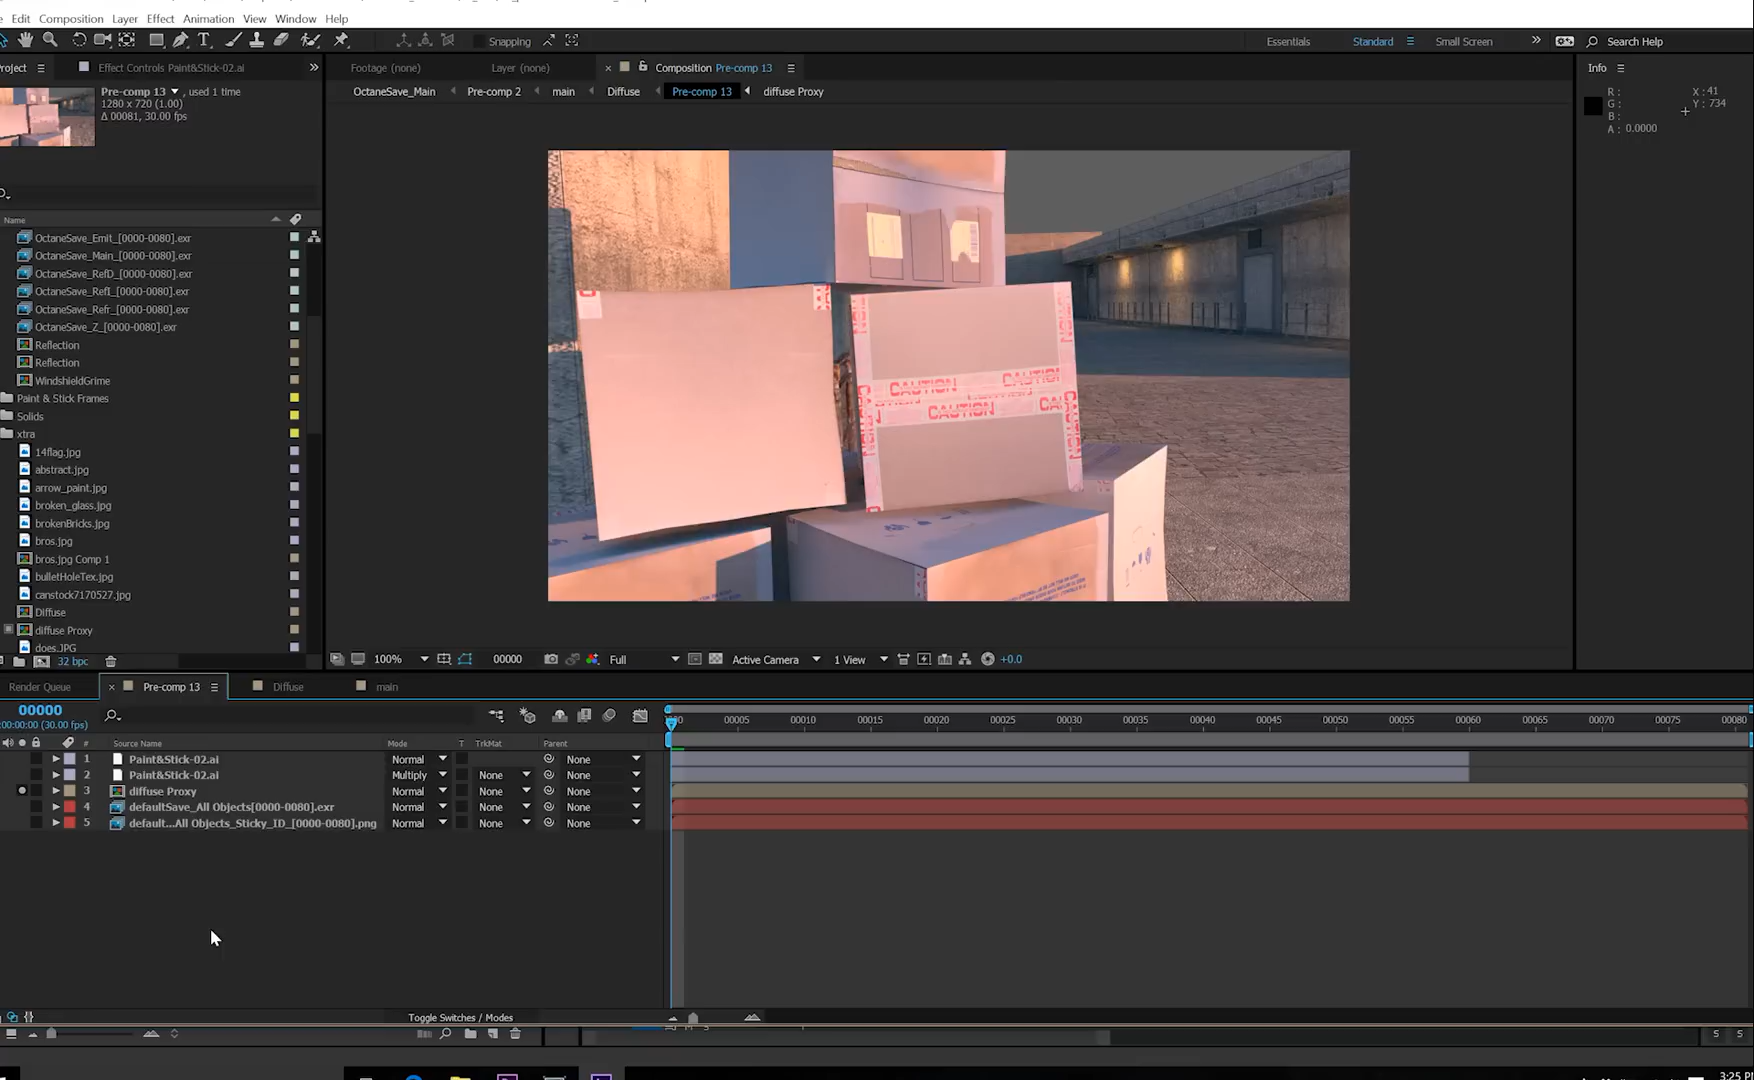 Edit Composition Layer Effect Animation View Window Help
Snapping
Essentials Standard Small Screen Search Help
Effect Controls Paint&Stick-02.ai
Footage (none) Layer (none) Composition Pre-comp 13
Info
Pre-comp 13 , used 1 time
1280 x 720 (1.00)
Δ 00081, 30.00 fps
OctaneSave_Main Pre-comp 2 main Diffuse Pre-comp 13 diffuse Proxy
R :
G :
B :
A : 0.0000
X : 41
Y : 734
Name
OctaneSave_Emit_[0000-0080].exr
OctaneSave_Main_[0000-0080].exr
OctaneSave_RefD_[0000-0080].exr
OctaneSave_RefI_[0000-0080].exr
OctaneSave_Refr_[0000-0080].exr
OctaneSave_Z_[0000-0080].exr
Reflection
Reflection
WindshieldGrime
Paint & Stick Frames
Solids
xtra
14flag.jpg
abstract.jpg
arrow_paint.jpg
broken_glass.jpg
brokenBricks.jpg
bros.jpg
bros.jpg Comp 1
bulletHoleTex.jpg
canstock7170527.jpg
Diffuse
diffuse Proxy
does.JPG
32 bpc
CAUTION CAUTION
CAUTION
100% 00000 Full Active Camera 1 View +0.0
Render Queue Pre-comp 13 Diffuse main
00000
:00:00:00 (30.00 fps)
00005 00010 00015 00020 00025 00030 00035 00040 00045 00050 00055 00060 00065 00070 00075 00080
# Source Name Mode T TrkMat Parent
1 Paint&Stick-02.ai Normal None
2 Paint&Stick-02.ai Multiply None None
3 diffuse Proxy Normal None None
4 defaultSave_All Objects[0000-0080].exr Normal None None
5 default...All Objects_Sticky_ID_[0000-0080].png Normal None None
Toggle Switches / Modes
3:25 PM